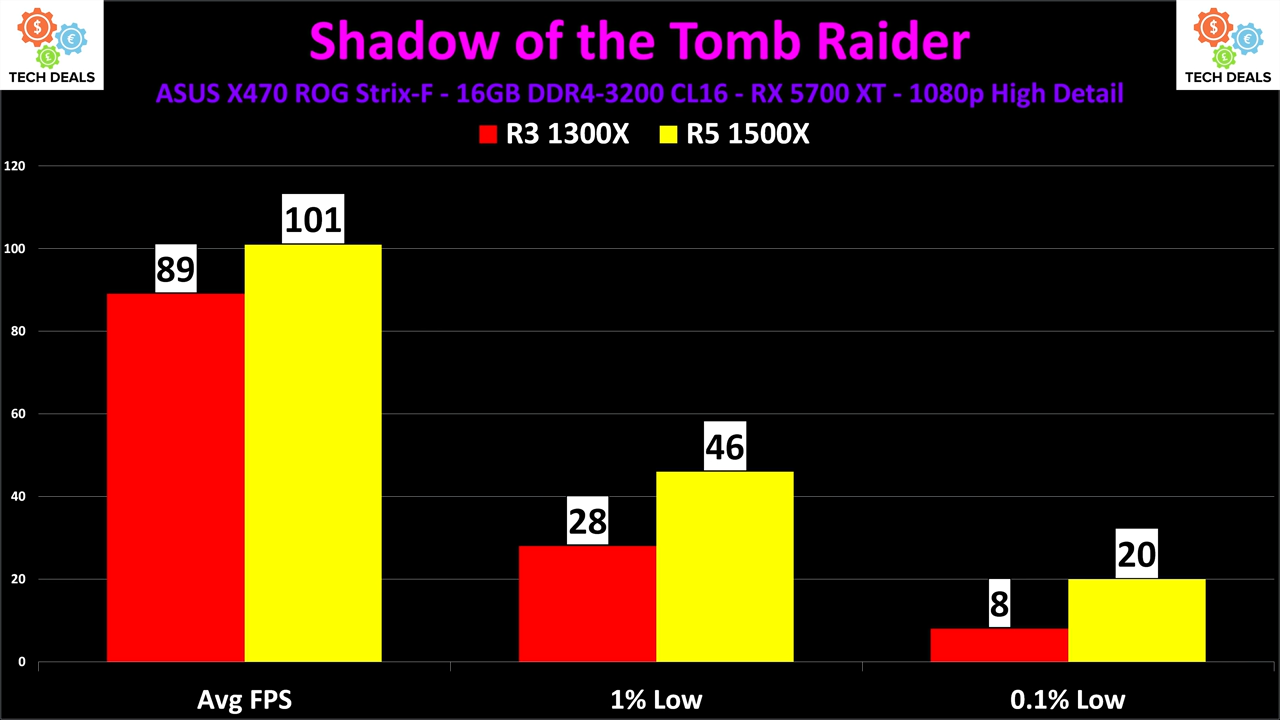 Shadow of the Tomb Raider
ASUS X470 ROG Strix-F - 16GB DDR4-3200 CL16 - RX 5700 XT - 1080p High Detail
$ €
€
TECH DEALS
$ €
€
TECH DEALS
R3 1300X R5 1500X
120
100
80
60
40
20
0
89 101
28 46
8 20
Avg FPS 1% Low 0.1% Low